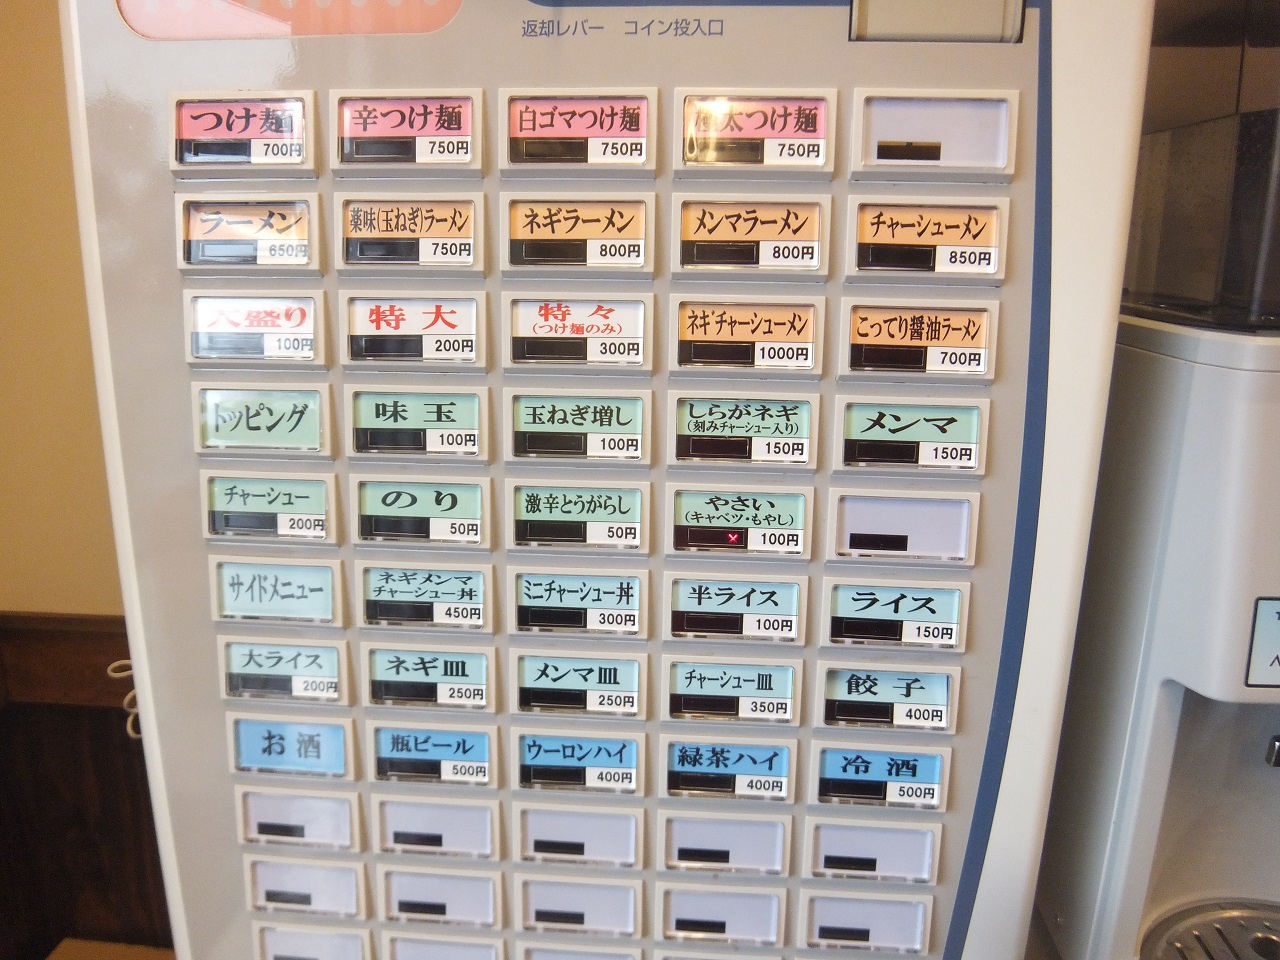 返却レバー コイン投入口
つけ麺
700円
辛つけ麺
750円
白ゴマつけ麺
750円
極太つけ麺
750円
ラーメン
650円
薬味(玉ねぎ)ラーメン
750円
ネギラーメン
800円
メンマラーメン
800円
チャーシューメン
850円
大盛り
100円
特大
200円
特々
(つけ麺のみ)
300円
ネギチャーシューメン
1000円
こってり醤油ラーメン
700円
トッピング
味玉
100円
玉ねぎ増し
100円
しらがネギ
(刻みチャーシュー入り)
150円
メンマ
150円
チャーシュー
200円
のり
50円
激辛とうがらし
50円
やさい
(キャベツ・もやし)
100円
サイドメニュー
ネギメンマ
チャーシュー丼
450円
ミニチャーシュー丼
300円
半ライス
100円
ライス
150円
大ライス
200円
ネギ皿
250円
メンマ皿
250円
チャーシュー皿
350円
餃子
400円
お酒
瓶ビール
500円
ウーロンハイ
400円
緑茶ハイ
400円
冷酒
500円